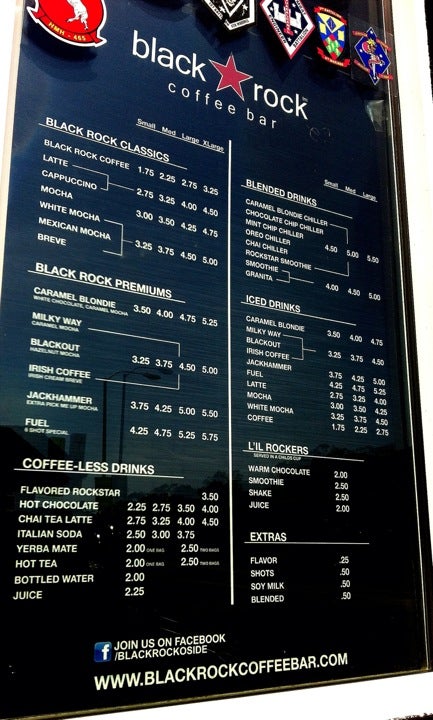 HMH-465
black rock
coffee bar
Small Med Large XLarge
BLACK ROCK CLASSICS
BLACK ROCK COFFEE 1.75 2.25 2.75 3.25
LATTE
CAPPUCCINO 2.75 3.25 4.00 4.50
MOCHA 3.00 3.50 4.25 4.75
WHITE MOCHA
MEXICAN MOCHA 3.25 3.75 4.50 5.00
BREVE
BLACK ROCK PREMIUMS
CARAMEL BLONDIE 3.50 4.00 4.75 5.25
WHITE CHOCOLATE, CARAMEL MOCHA
MILKY WAY
CARAMEL MOCHA
BLACKOUT 3.25 3.75 4.50 5.00
HAZELNUT MOCHA
IRISH COFFEE
IRISH CREAM BREVE
JACKHAMMER 3.75 4.25 5.00 5.50
EXTRA PICK ME UP MOCHA
FUEL 4.25 4.75 5.25 5.75
6 SHOT SPECIAL
COFFEE-LESS DRINKS
FLAVORED ROCKSTAR 3.50
HOT CHOCOLATE 2.25 2.75 3.50 4.00
CHAI TEA LATTE 2.75 3.25 4.00 4.50
ITALIAN SODA 2.50 3.00 3.75
YERBA MATE 2.00 ONE BAG 2.50 TWO BAGS
HOT TEA 2.00 ONE BAG 2.50 TWO BAGS
BOTTLED WATER 2.00
JUICE 2.25
Small Med Large
BLENDED DRINKS
CARAMEL BLONDIE CHILLER
CHOCOLATE CHIP CHILLER
MINT CHIP CHILLER
OREO CHILLER 4.50 5.00 5.50
CHAI CHILLER
ROCKSTAR SMOOTHIE
SMOOTHIE 4.00 4.50 5.00
GRANITA
ICED DRINKS
CARAMEL BLONDIE 3.50 4.00 4.75
MILKY WAY
BLACKOUT 3.25 3.75 4.50
IRISH COFFEE
JACKHAMMER 3.75 4.25 5.00
FUEL 4.25 4.75 5.25
LATTE 2.75 3.25 4.00
MOCHA 3.00 3.50 4.25
WHITE MOCHA 3.25 3.75 4.50
COFFEE 1.75 2.25 2.75
L'IL ROCKERS
SERVED IN A CHILDS CUP
WARM CHOCOLATE 2.00
SMOOTHIE 2.50
SHAKE 2.50
JUICE 2.00
EXTRAS
FLAVOR .25
SHOTS .50
SOY MILK .50
BLENDED .50
f JOIN US ON FACEBOOK
/BLACKROCKOSIDE
WWW.BLACKROCKCOFFEEBAR.COM